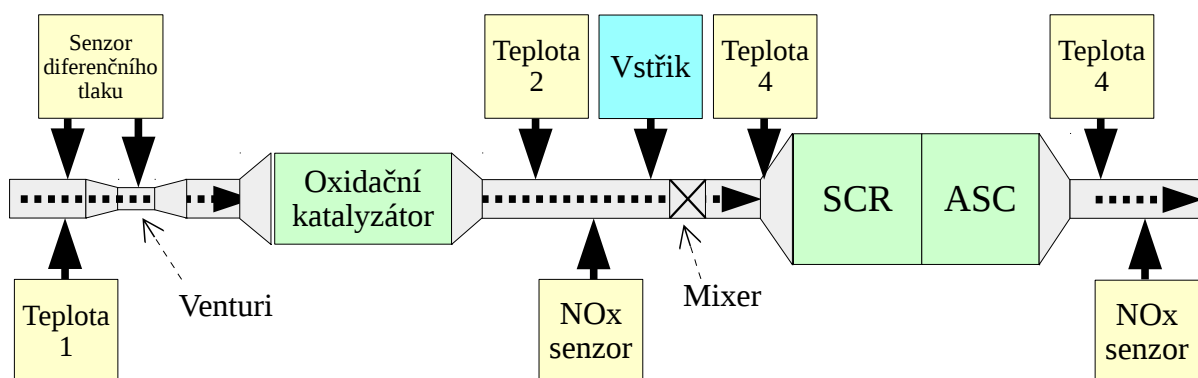 Senzor
diferenčního
tlaku
Teplota
2
Vstřik
Teplota
4
Teplota
4
Oxidační
katalyzátor
SCR
ASC
Teplota
1
Venturi
NOx
senzor
Mixer
NOx
senzor